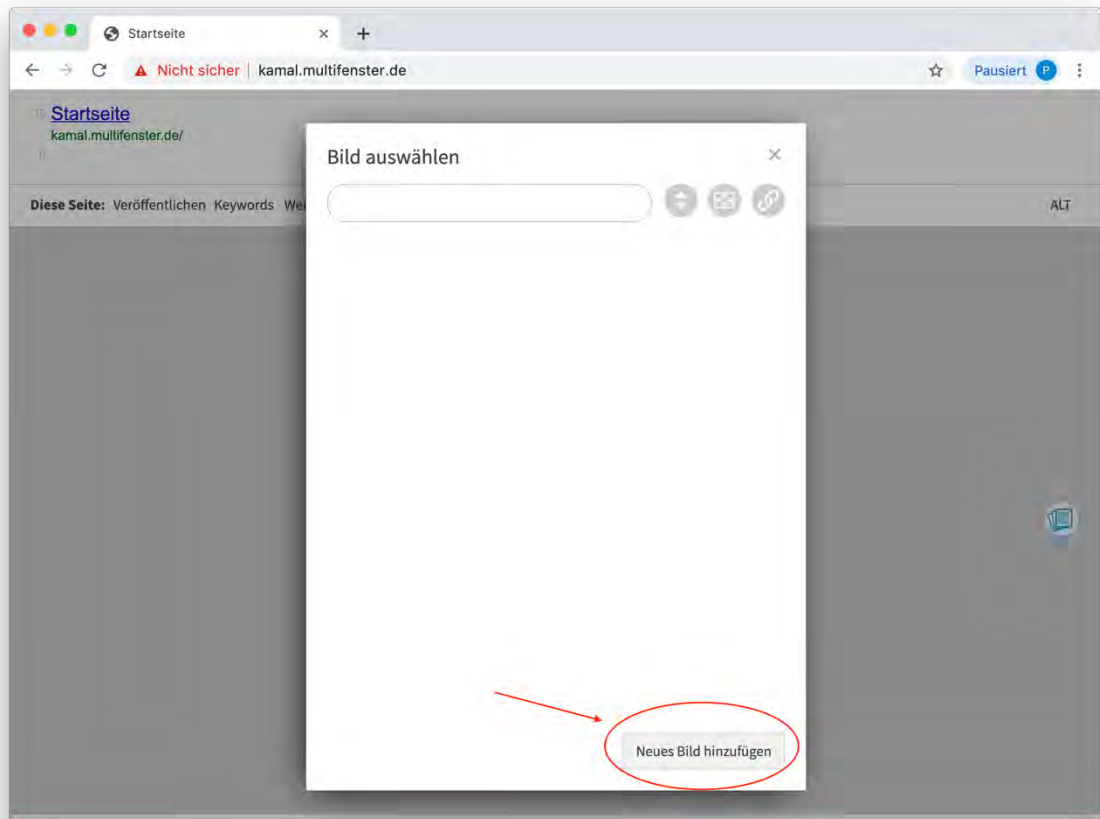 Startseite
Nicht sicher | kamal.multifenster.de
Pausiert P
Startseite
kamal.multifenster.de/
Diese Seite: Veröffentlichen Keywords We
ALT
Bild auswählen
Neues Bild hinzufügen